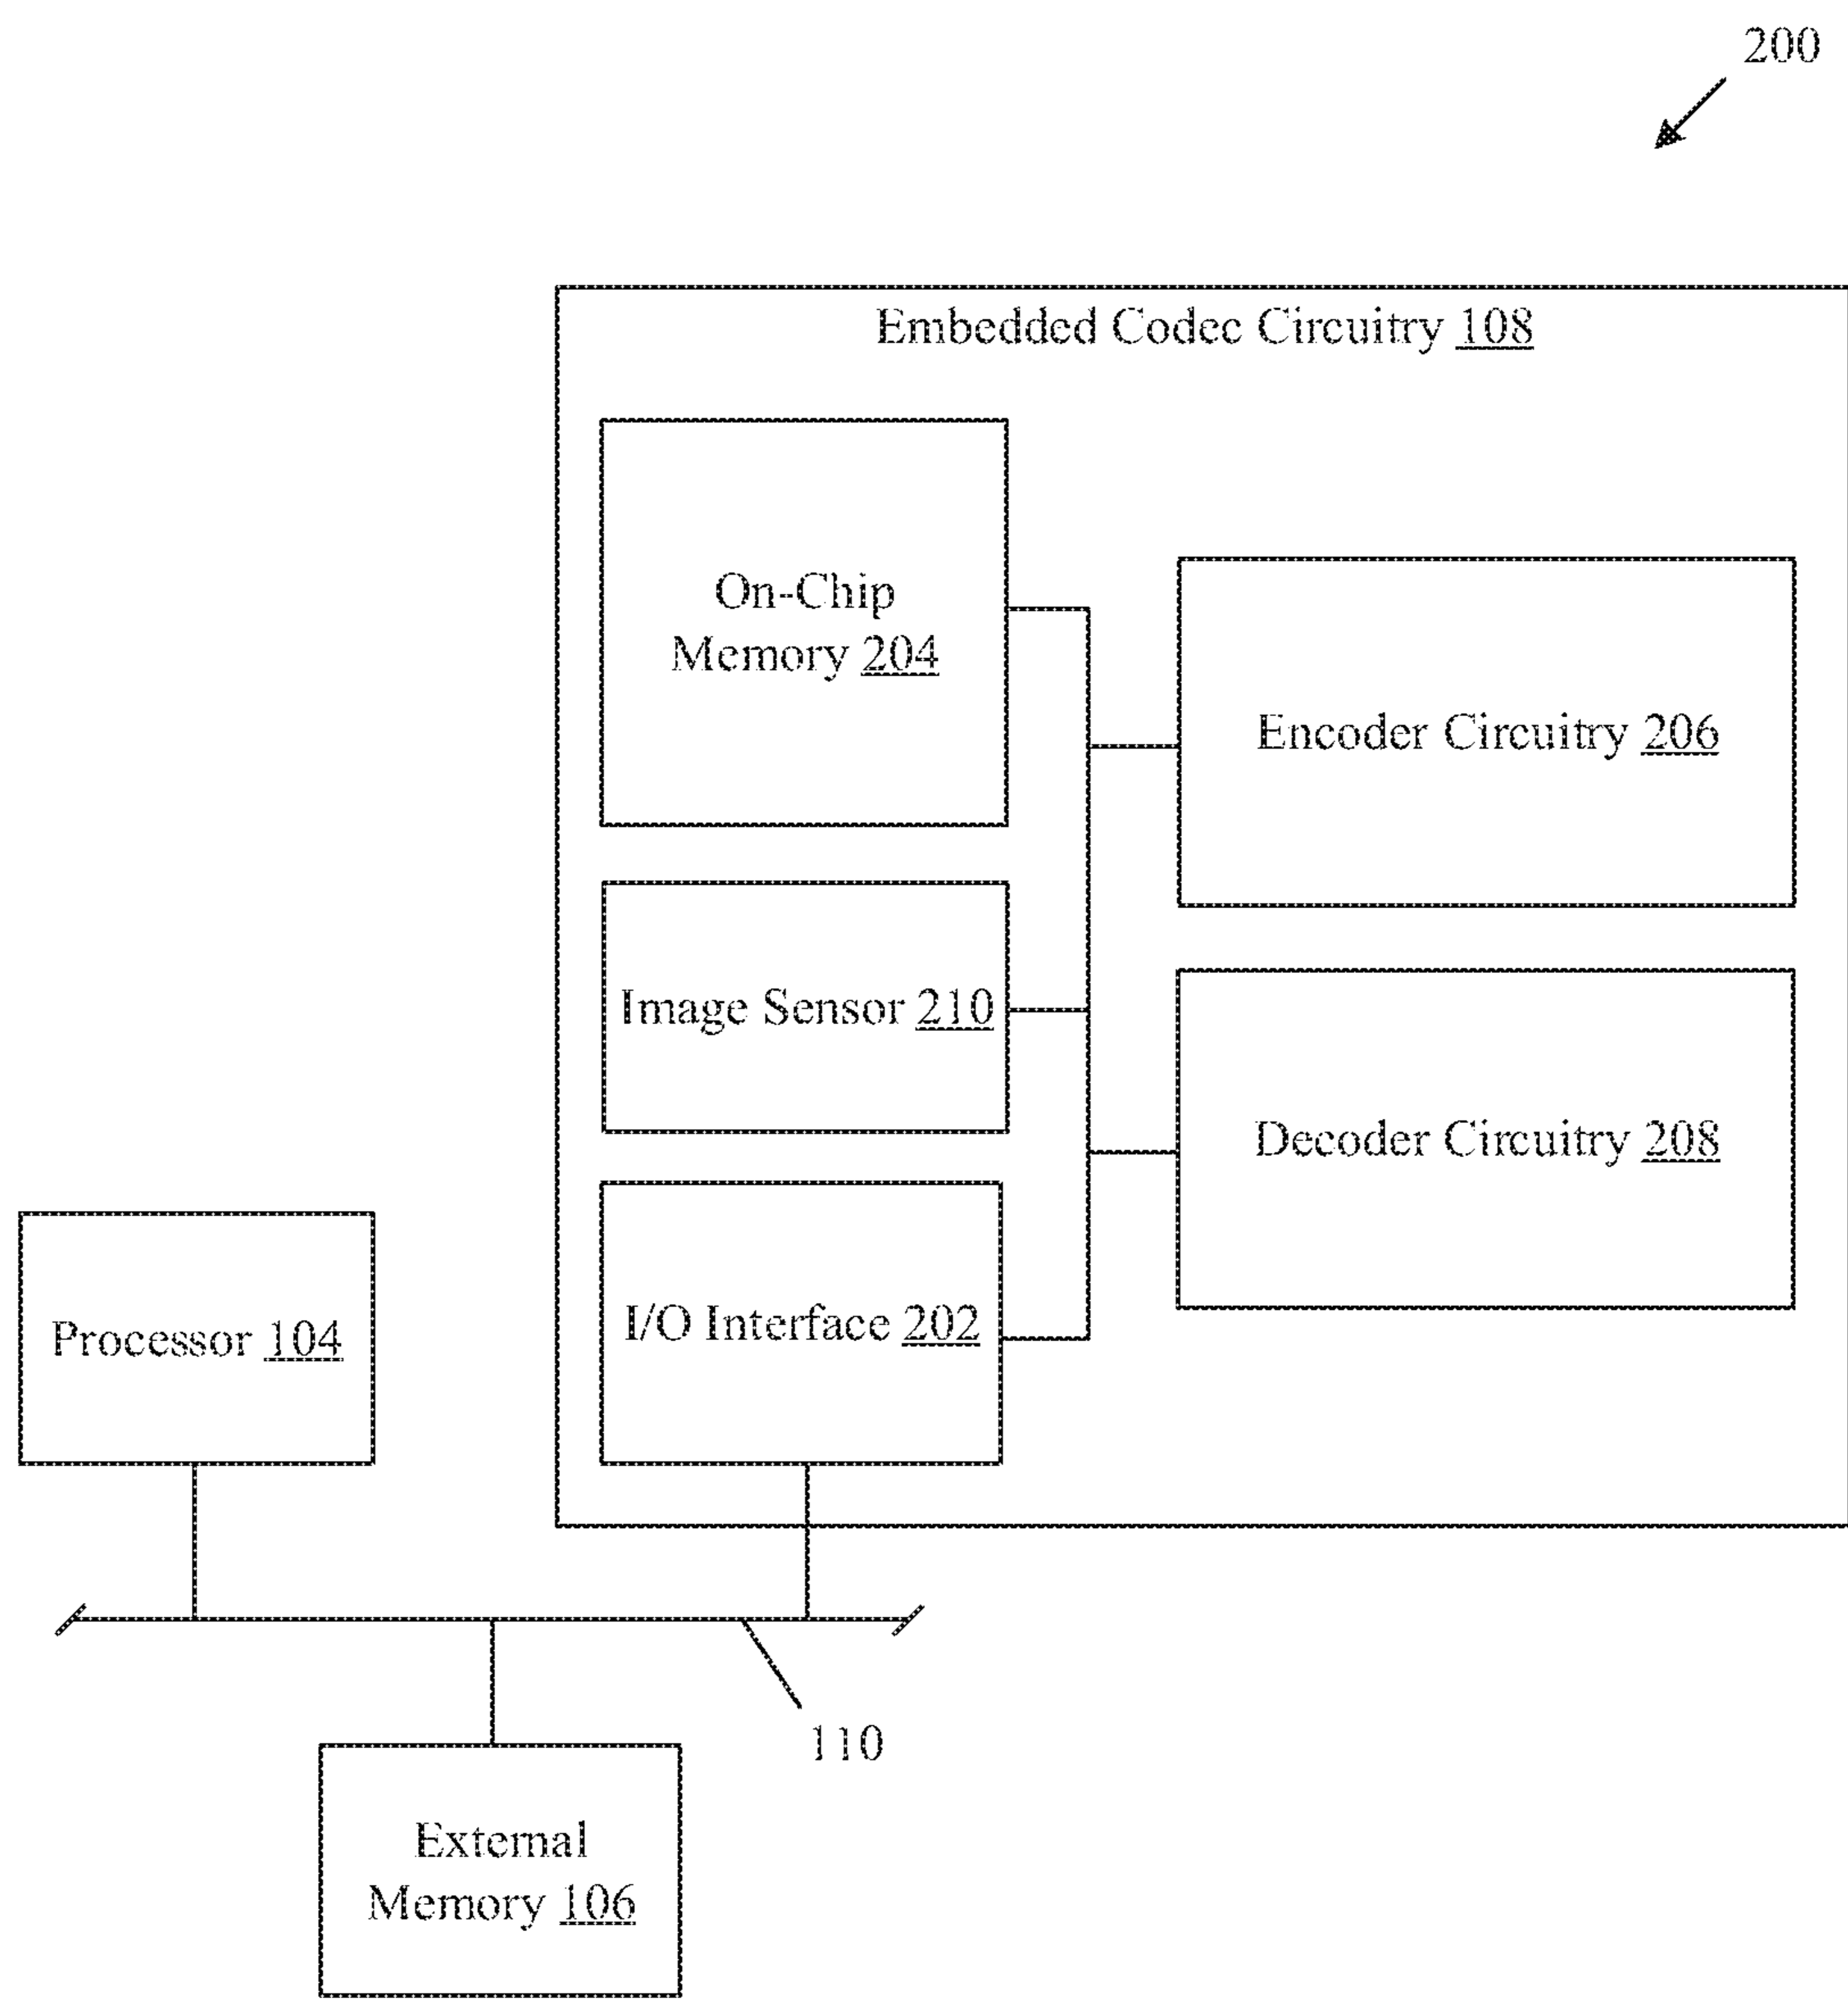 200
Embedded Codec Circuitry 108
On-Chip
Memory 204
Encoder Circuitry 206
Image Sensor 210
Decoder Circuitry 208
I/O Interface 202
Processor 104
110
External
Memory 106